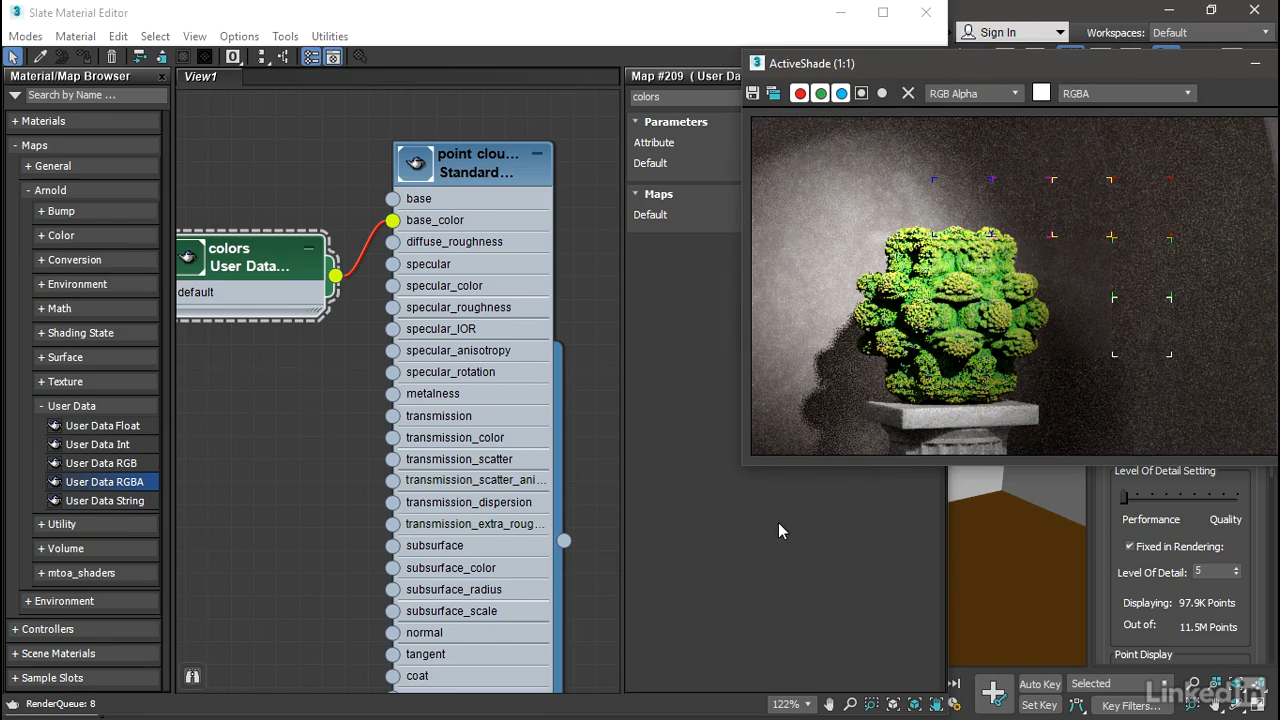 Slate Material Editor
Modes Material Edit Select View Options Tools Utilities
Sign In
Workspaces: Default
Material/Map Browser
Search by Name ...
+ Materials
- Maps
+ General
- Arnold
+ Bump
+ Color
+ Conversion
+ Environment
+ Math
+ Shading State
+ Surface
+ Texture
- User Data
User Data Float
User Data Int
User Data RGB
User Data RGBA
User Data String
+ Utility
+ Volume
+ mtoa_shaders
+ Environment
+ Controllers
+ Scene Materials
+ Sample Slots
RenderQueue: 8
View1
colors
User Data...
default
point clou...
Standard...
base
base_color
diffuse_roughness
specular
specular_color
specular_roughness
specular_IOR
specular_anisotropy
specular_rotation
metalness
transmission
transmission_color
transmission_scatter
transmission_scatter_ani...
transmission_dispersion
transmission_extra_roug...
subsurface
subsurface_color
subsurface_radius
subsurface_scale
normal
tangent
coat
122%
Map #209 ( User Da
colors
Parameters
Attribute
Default
Maps
Default
ActiveShade (1:1)
RGB Alpha
RGBA
Level Of Detail Setting
Performance Quality
Fixed in Rendering:
Level Of Detail: 5
Displaying: 97.9K Points
Out of: 11.5M Points
Point Display
Auto Key
Selected
Set Key
Key Filters...
LinkedIn